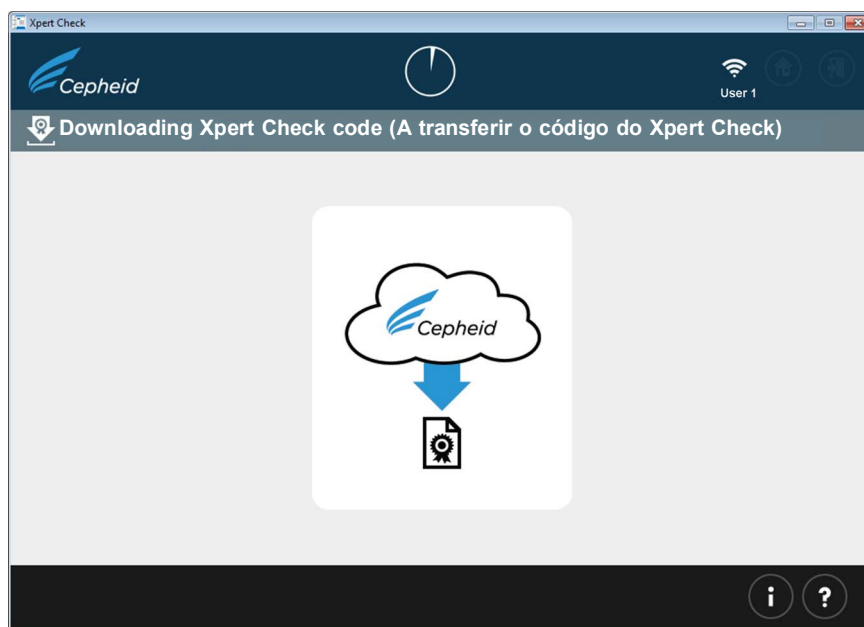 Xpert Check
Cepheid
User 1
Downloading Xpert Check code (A transferir o código do Xpert Check)
Cepheid
i
?